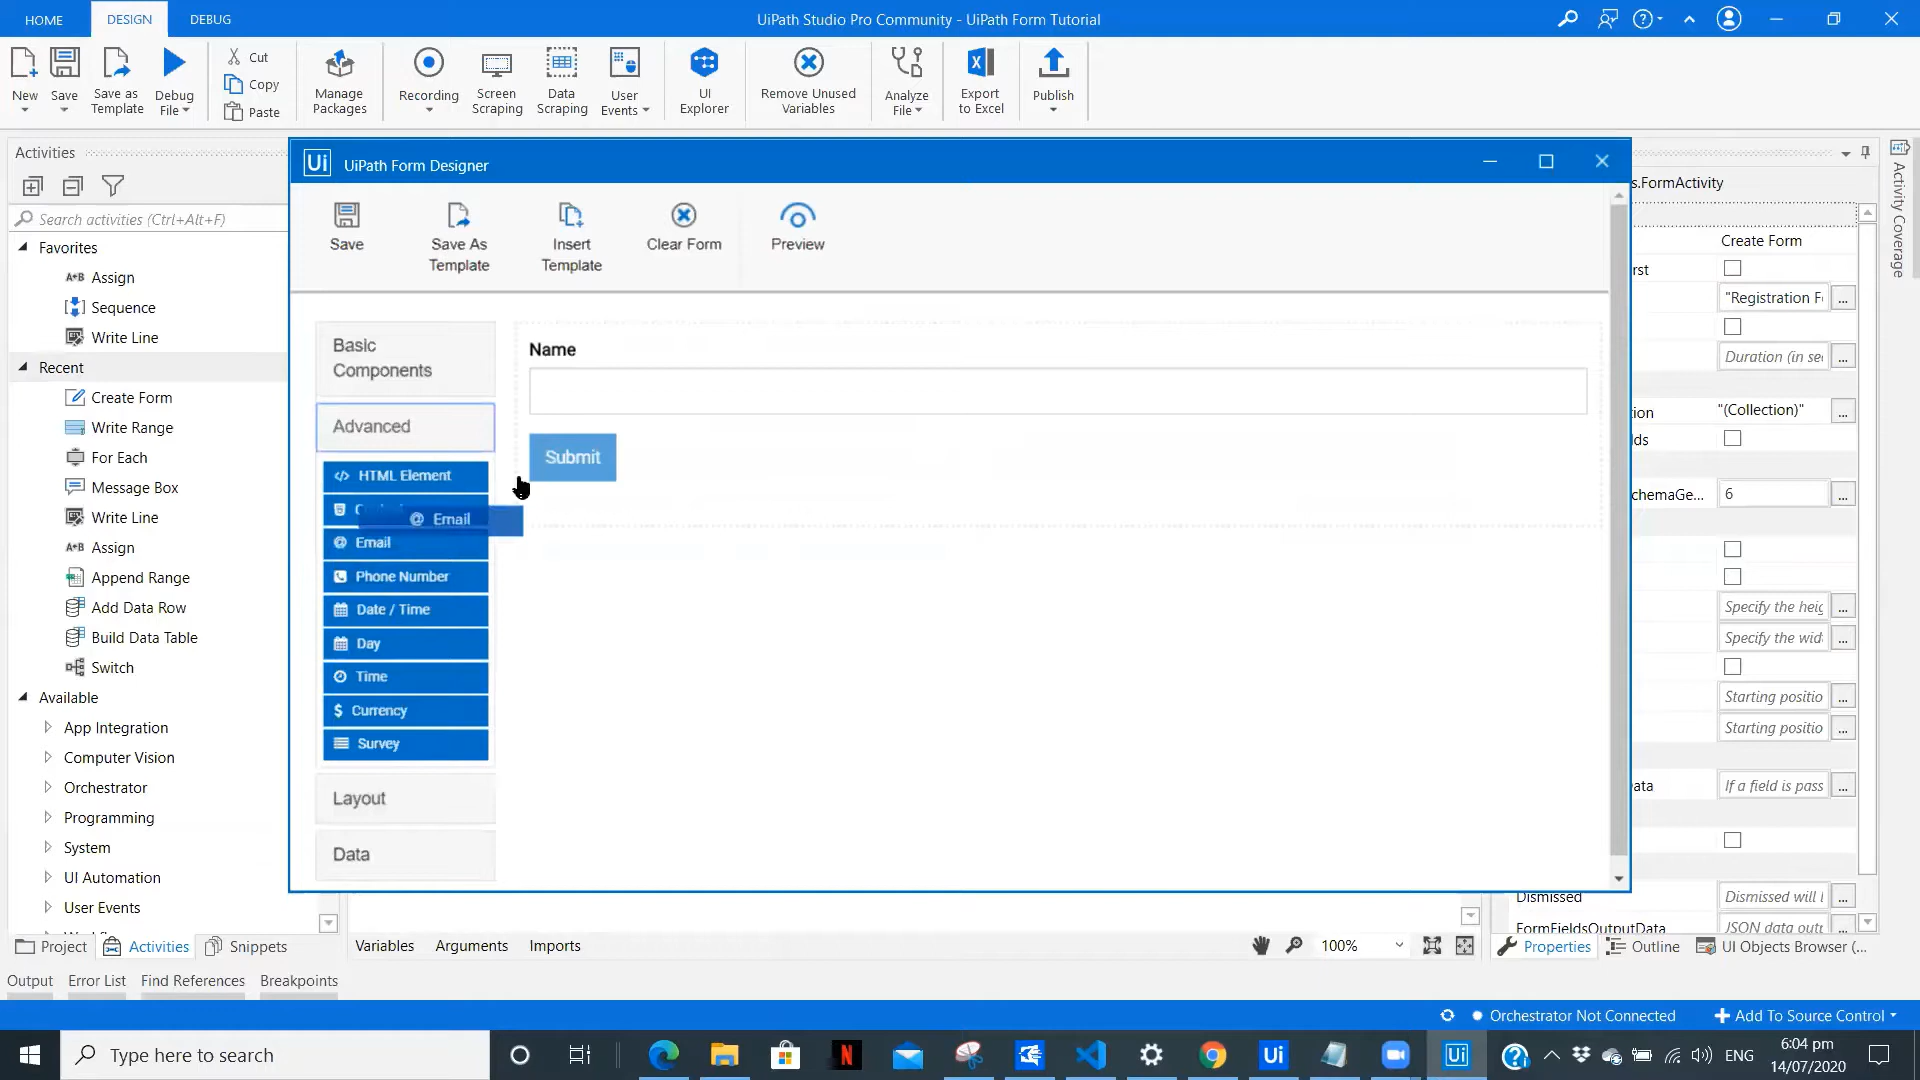 HOME
DESIGN
DEBUG
UiPath Studio Pro Community - UiPath Form Tutorial
New
Save
Save as
Template
Debug
File
Cut
Copy
Paste
Manage
Packages
Recording
Screen
Scraping
Data
Scraping
User
Events
UI
Explorer
Remove Unused
Variables
Analyze
File
Export
to Excel
Publish
Activities
Search activities (Ctrl+Alt+F)
Favorites
Assign
Sequence
Write Line
Recent
Create Form
Write Range
For Each
Message Box
Write Line
Assign
Append Range
Add Data Row
Build Data Table
Switch
Available
App Integration
Computer Vision
Orchestrator
Programming
System
UI Automation
User Events
Ui UiPath Form Designer
Save
Save As
Template
Insert
Template
Clear Form
Preview
Basic
Components
Advanced
HTML Element
@ Email
@ Email
Phone Number
Date / Time
Day
Time
$ Currency
Survey
Layout
Data
Name
Submit
s.FormActivity
Create Form
rst
"Registration F
...
Duration (in se
...
ion
"(Collection)"
...
ds
chemaGe...
6
...
Specify the heig
...
Specify the wid
...
Starting positio
...
Starting positio
...
ata
If a field is pass
...
Dismissed
Dismissed will l
...
FormFieldsOutputData
JSON data outp
...
Activity Coverage
Project
Activities
Snippets
Variables
Arguments
Imports
100%
Properties
Outline
UI Objects Browser (...
Output
Error List
Find References
Breakpoints
Orchestrator Not Connected
Add To Source Control
Type here to search
N
Ui
Ui
ENG
6:04 pm
14/07/2020